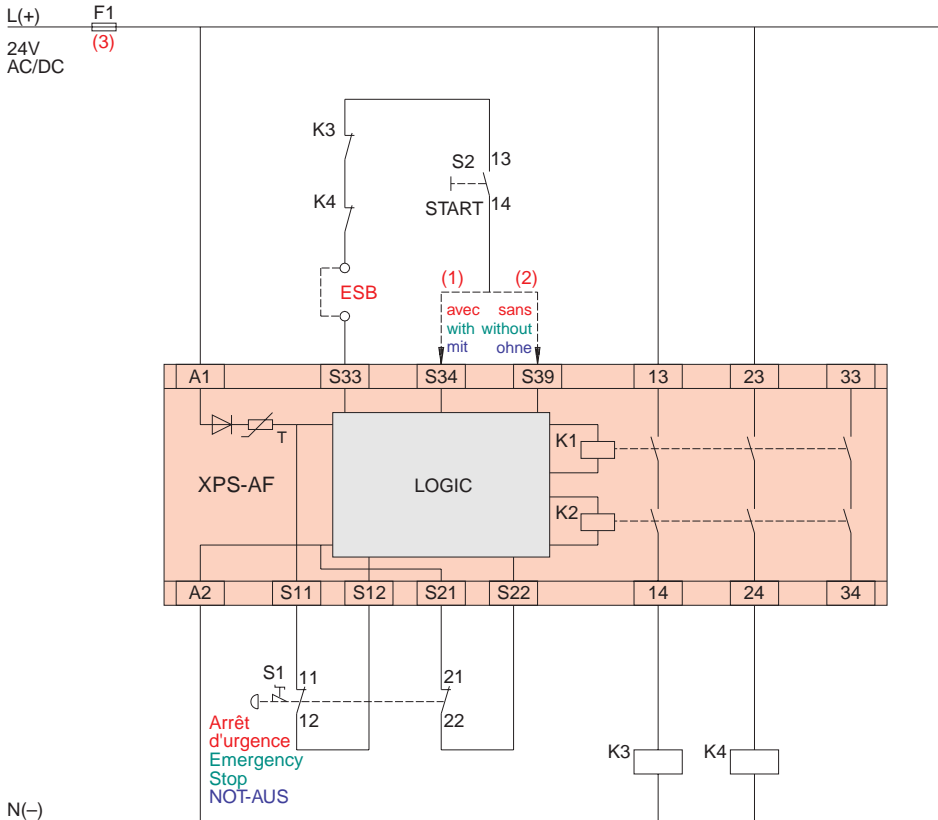 L(+)
F1
(3)
24V
AC/DC
K3
S2
13
K4
14
START
ESB
(1)
(2)
avec sans
with without
mit ohne
A1
S33
S34
S39
13
23
33
T
K1
XPS-AF
LOGIC
K2
A2
S11
S12
S21
S22
14
24
34
S1
11
21
12
22
Arrêt
d'urgence
Emergency
Stop
NOT-AUS
K3
K4
N(–)